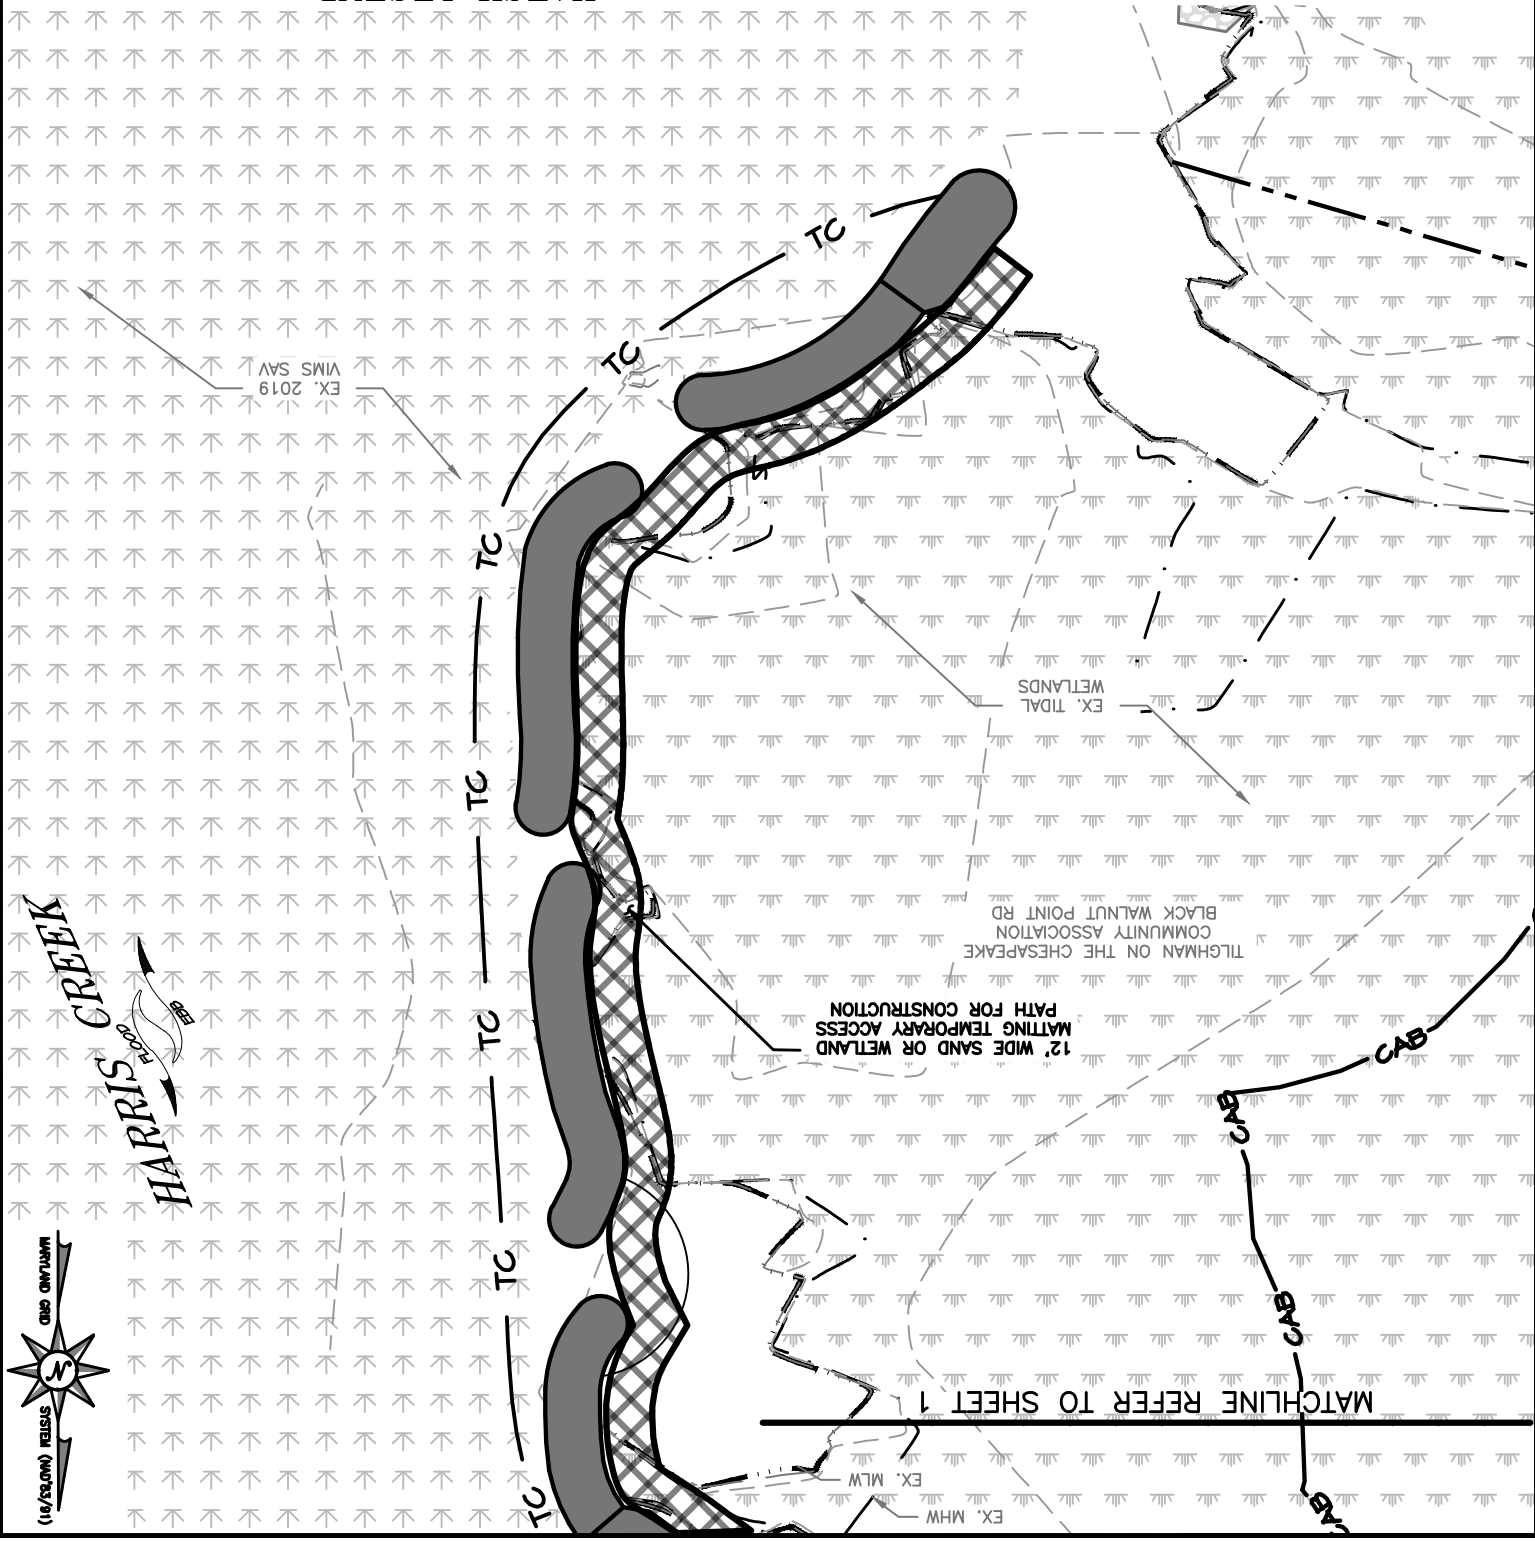 MATCHLINE REFER TO SHEET 1
EX. MHW
EX. MLW
12' WIDE SAND OR WETLAND
MATTING TEMPORARY ACCESS
PATH FOR CONSTRUCTION
TILGHMAN ON THE CHESAPEAKE
COMMUNITY ASSOCIATION
BLACK WALNUT POINT RD
EX. TIDAL
WETLANDS
EX. 2019
VIMS SAV
HARRIS CREEK
FLOOD
EBB
MARYLAND GRID
N
SYSTEM (NAD'83/91)
TC
TC
TC
TC
TC
TC
TC
CAB
CAB
CAB
CAB